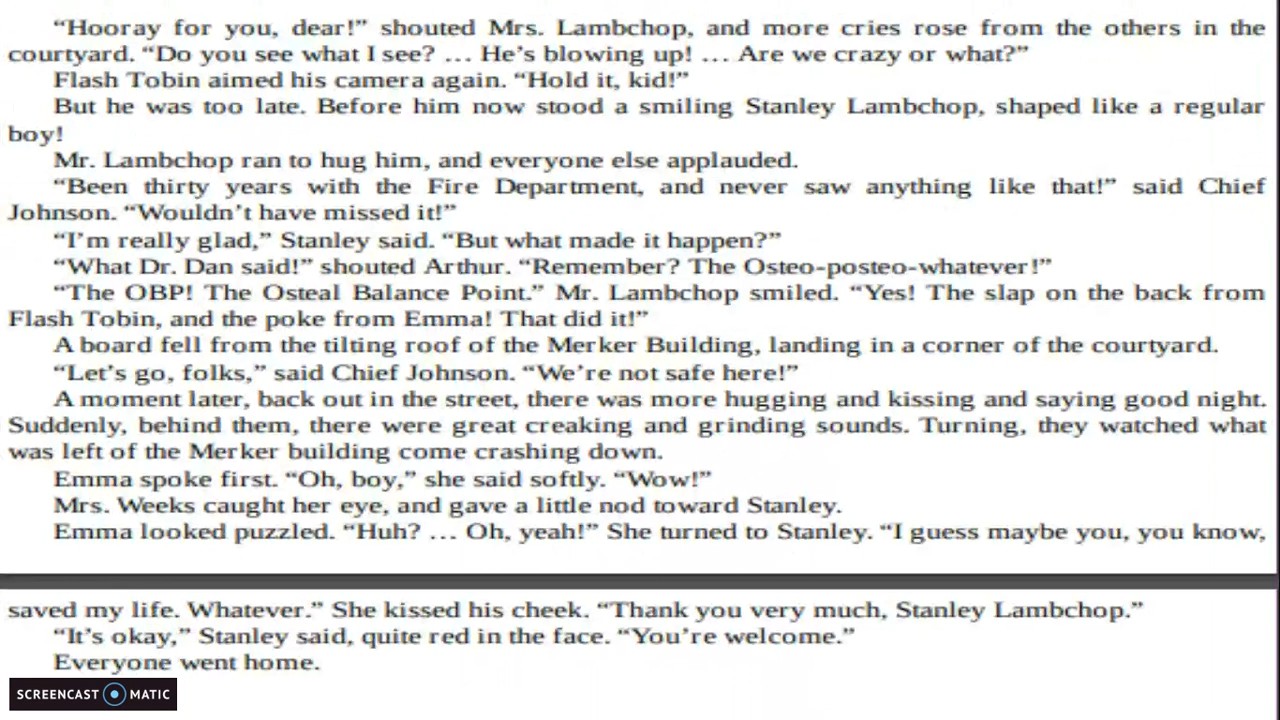 “Hooray for you, dear!” shouted Mrs. Lambchop, and more cries rose from the others in the
courtyard. “Do you see what I see? … He’s blowing up! … Are we crazy or what?”
Flash Tobin aimed his camera again. “Hold it, kid!”
But he was too late. Before him now stood a smiling Stanley Lambchop, shaped like a regular
boy!
Mr. Lambchop ran to hug him, and everyone else applauded.
“Been thirty years with the Fire Department, and never saw anything like that!” said Chief
Johnson. “Wouldn’t have missed it!”
“I’m really glad,” Stanley said. “But what made it happen?”
“What Dr. Dan said!” shouted Arthur. “Remember? The Osteo-posteo-whatever!”
“The OBP! The Osteal Balance Point.” Mr. Lambchop smiled. “Yes! The slap on the back from
Flash Tobin, and the poke from Emma! That did it!”
A board fell from the tilting roof of the Merker Building, landing in a corner of the courtyard.
“Let’s go, folks,” said Chief Johnson. “We’re not safe here!”
A moment later, back out in the street, there was more hugging and kissing and saying good night.
Suddenly, behind them, there were great creaking and grinding sounds. Turning, they watched what
was left of the Merker building come crashing down.
Emma spoke first. “Oh, boy,” she said softly. “Wow!”
Mrs. Weeks caught her eye, and gave a little nod toward Stanley.
Emma looked puzzled. “Huh? … Oh, yeah!” She turned to Stanley. “I guess maybe you, you know,
saved my life. Whatever.” She kissed his cheek. “Thank you very much, Stanley Lambchop.”
“It’s okay,” Stanley said, quite red in the face. “You’re welcome.”
Everyone went home.
SCREENCAST MATIC